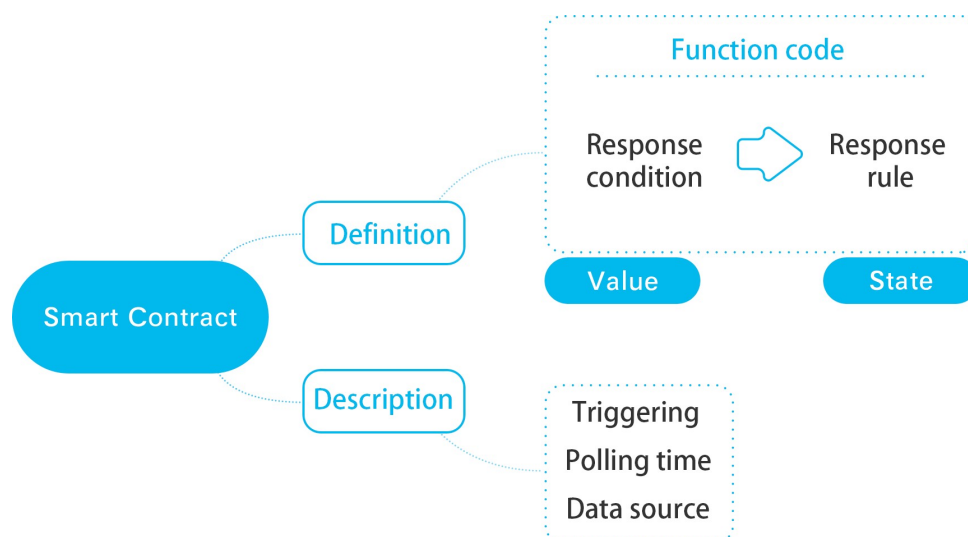 Function code
Response condition
Response rule
Definition
Value
State
Smart Contract
Description
Triggering
Polling time
Data source